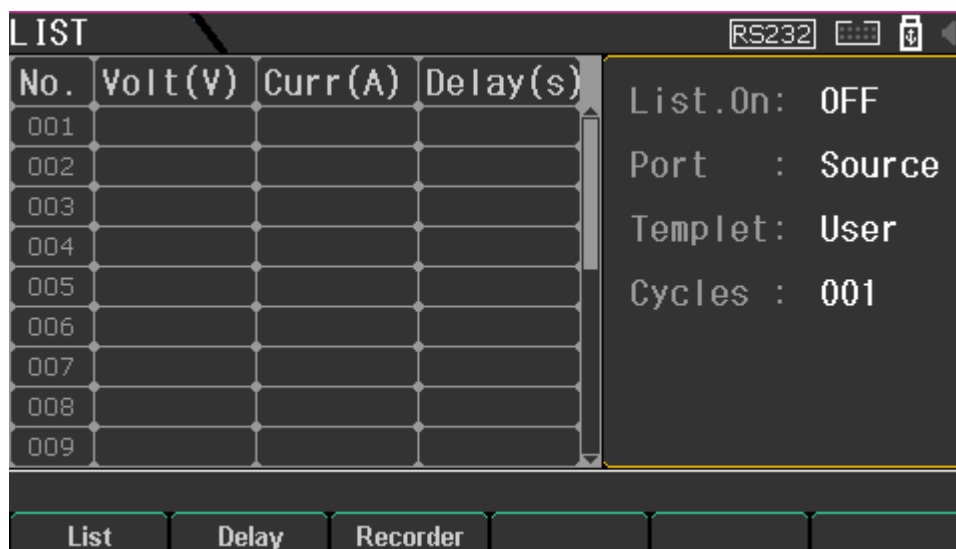 LIST RS232
No. Volt(V) Curr(A) Delay(s)
001
002
003
004
005
006
007
008
009
List.On: OFF
Port : Source
Templet: User
Cycles : 001
List Delay Recorder